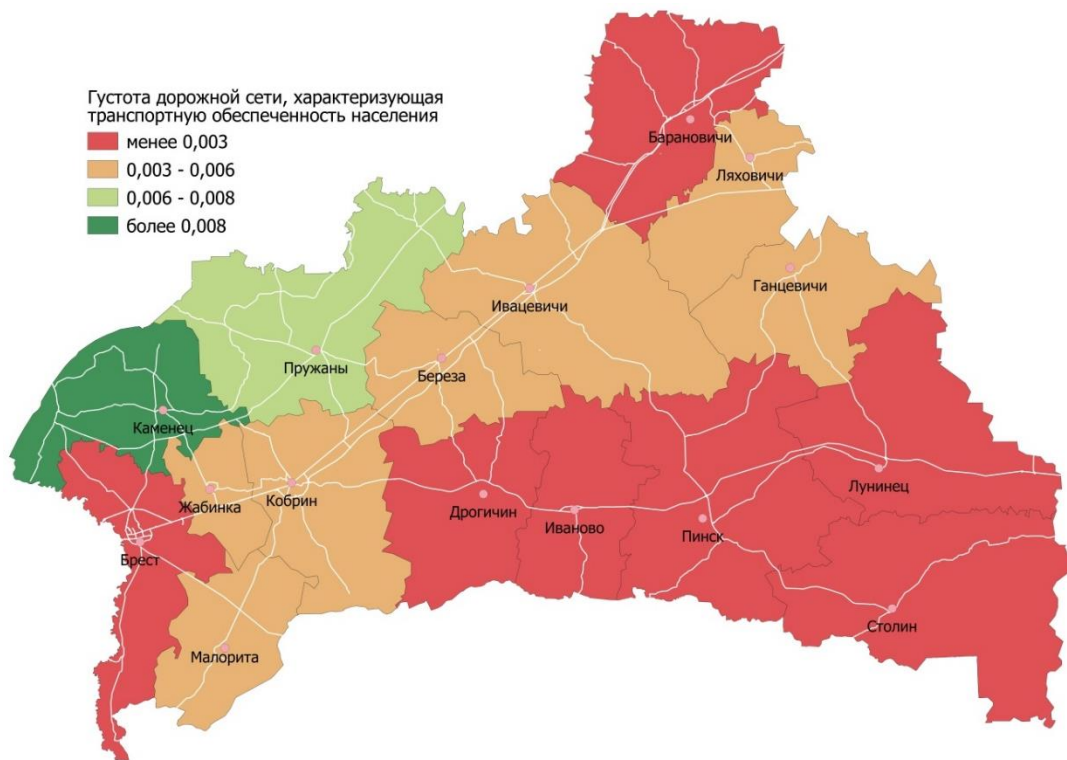 Густота дорожной сети, характеризующая
транспортную обеспеченность населения
менее 0,003
0,003 - 0,006
0,006 - 0,008
более 0,008
Барановичи
Ляховичи
Ганцевичи
Ивацевичи
Пружаны
Береза
Каменец
Жабинка
Кобрин
Дрогичин
Иваново
Пинск
Лунинец
Брест
Столин
Малорита